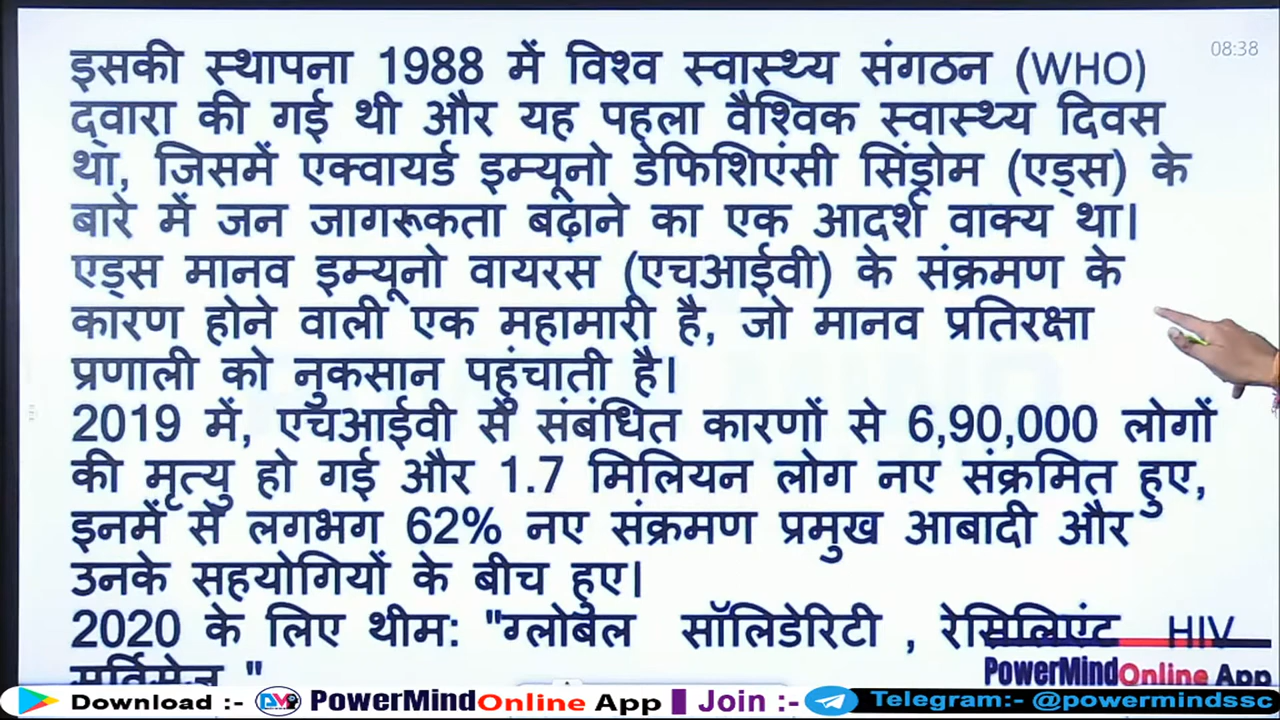 08:38
इसकी स्थापना 1988 में विश्व स्वास्थ्य संगठन (WHO)
द्वारा की गई थी और यह पहला वैश्विक स्वास्थ्य दिवस
था, जिसमें एक्वायर्ड इम्यूनो डेफिशिएंसी सिंड्रोम (एड्स) के
बारे में जन जागरूकता बढ़ाने का एक आदर्श वाक्य था।
एड्स मानव इम्यूनो वायरस (एचआईवी) के संक्रमण के
कारण होने वाली एक महामारी है, जो मानव प्रतिरक्षा
प्रणाली को नुकसान पहुंचाती है।
2019 में, एचआईवी से संबंधित कारणों से 6,90,000 लोगों
की मृत्यु हो गई और 1.7 मिलियन लोग नए संक्रमित हुए,
इनमें से लगभग 62% नए संक्रमण प्रमुख आबादी और
उनके सहयोगियों के बीच हुए।
2020 के लिए थीम: "ग्लोबल सॉलिडेरिटी , रेसिलिएंट HIV
सर्विसेज "
PowerMindOnline App
Download :- PowerMindOnline App Join :- Telegram:- @powermindssc